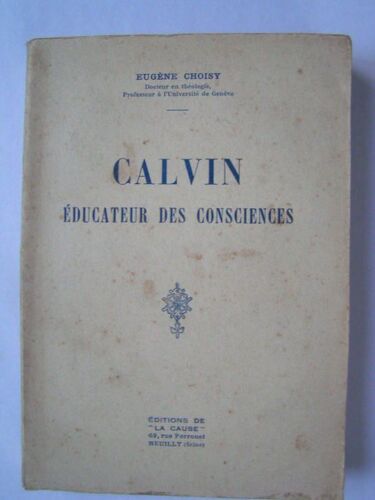 EUGÈNE CHOISY
Docteur en théologie,
Professeur à l'Université de Genève
CALVIN
ÉDUCATEUR DES CONSCIENCES
ÉDITIONS DE
"LA CAUSE"
69, rue Perronet
NEUILLY (Seine)